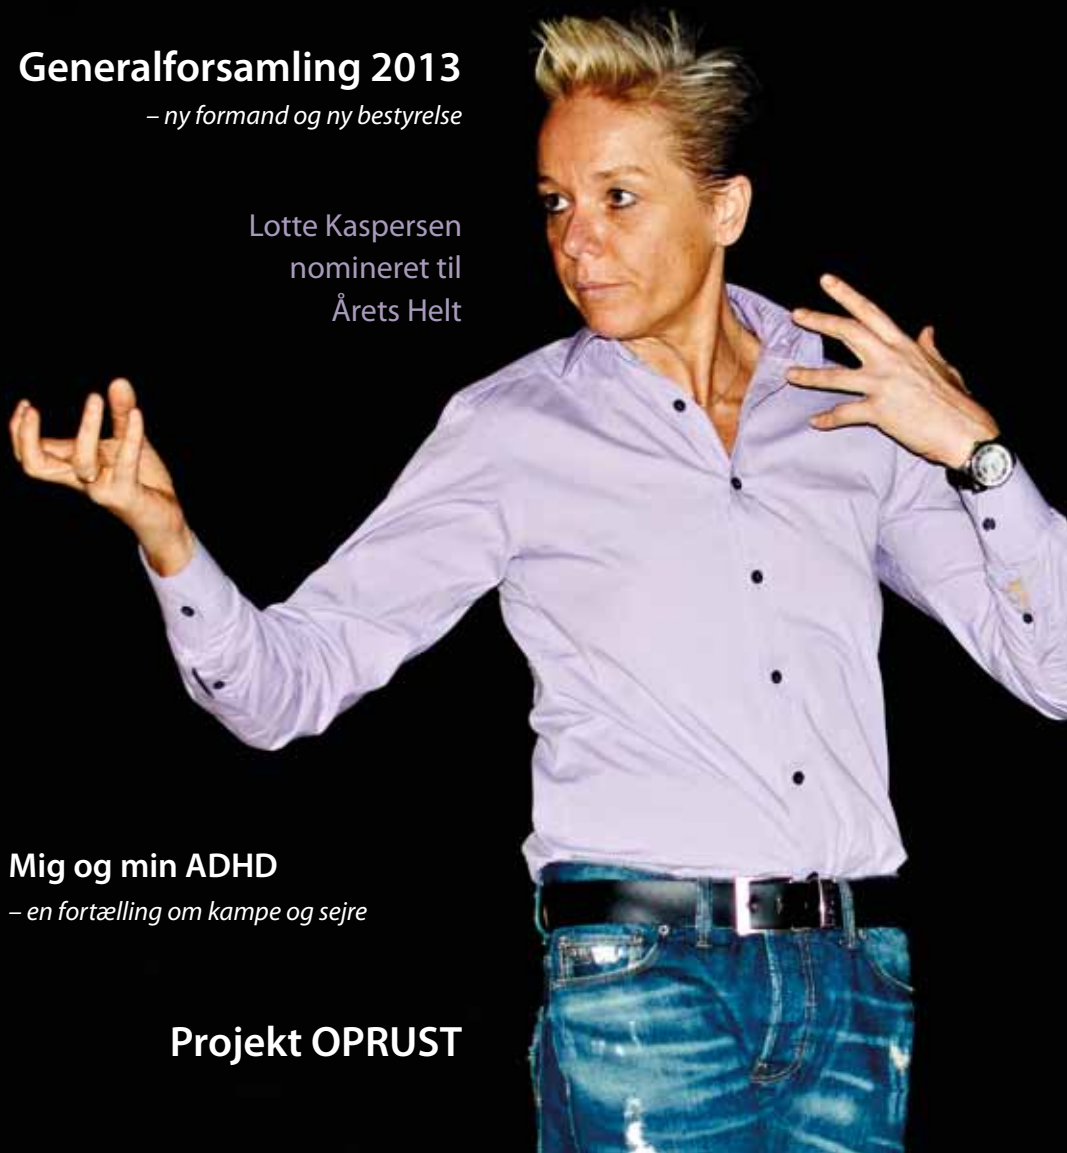 Generalforsamling 2013
– ny formand og ny bestyrelse
Lotte Kaspersen
nomineret til
Årets Helt
Mig og min ADHD
– en fortælling om kampe og sejre
Projekt OPRUST